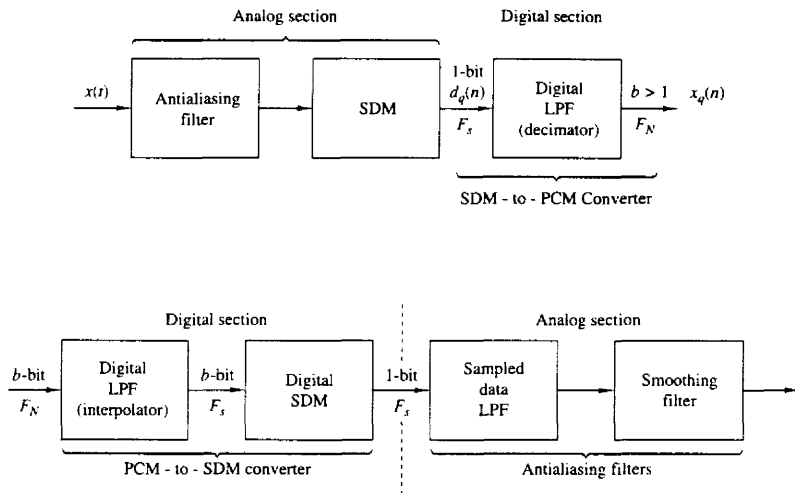 Analog section
Digital section
x(t)
Antialiasing
filter
SDM
1-bit
d_q(n)
F_s
Digital
LPF
(decimator)
b > 1
F_N
x_q(n)
SDM - to - PCM Converter
Digital section
Analog section
b-bit
F_N
Digital
LPF
(interpolator)
b-bit
F_s
Digital
SDM
1-bit
F_s
Sampled
data
LPF
Smoothing
filter
PCM - to - SDM converter
Antialiasing filters